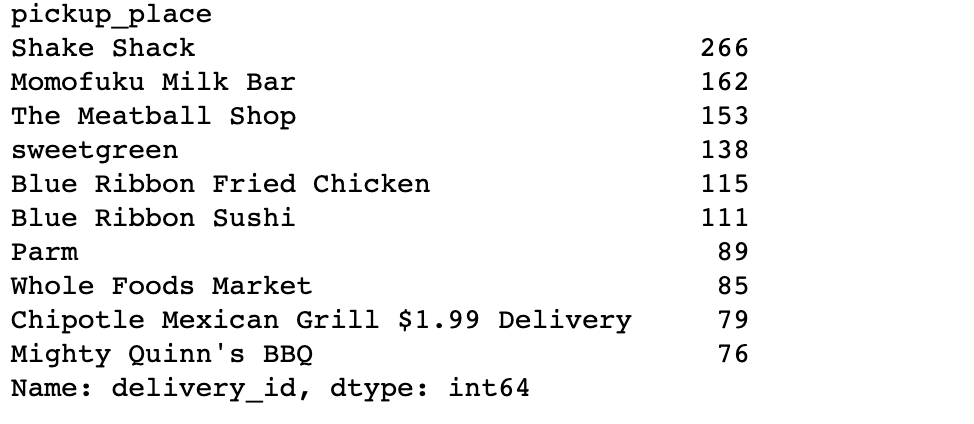 pickup_place
Shake Shack 266
Momofuku Milk Bar 162
The Meatball Shop 153
sweetgreen 138
Blue Ribbon Fried Chicken 115
Blue Ribbon Sushi 111
Parm 89
Whole Foods Market 85
Chipotle Mexican Grill $1.99 Delivery 79
Mighty Quinn's BBQ 76
Name: delivery_id, dtype: int64